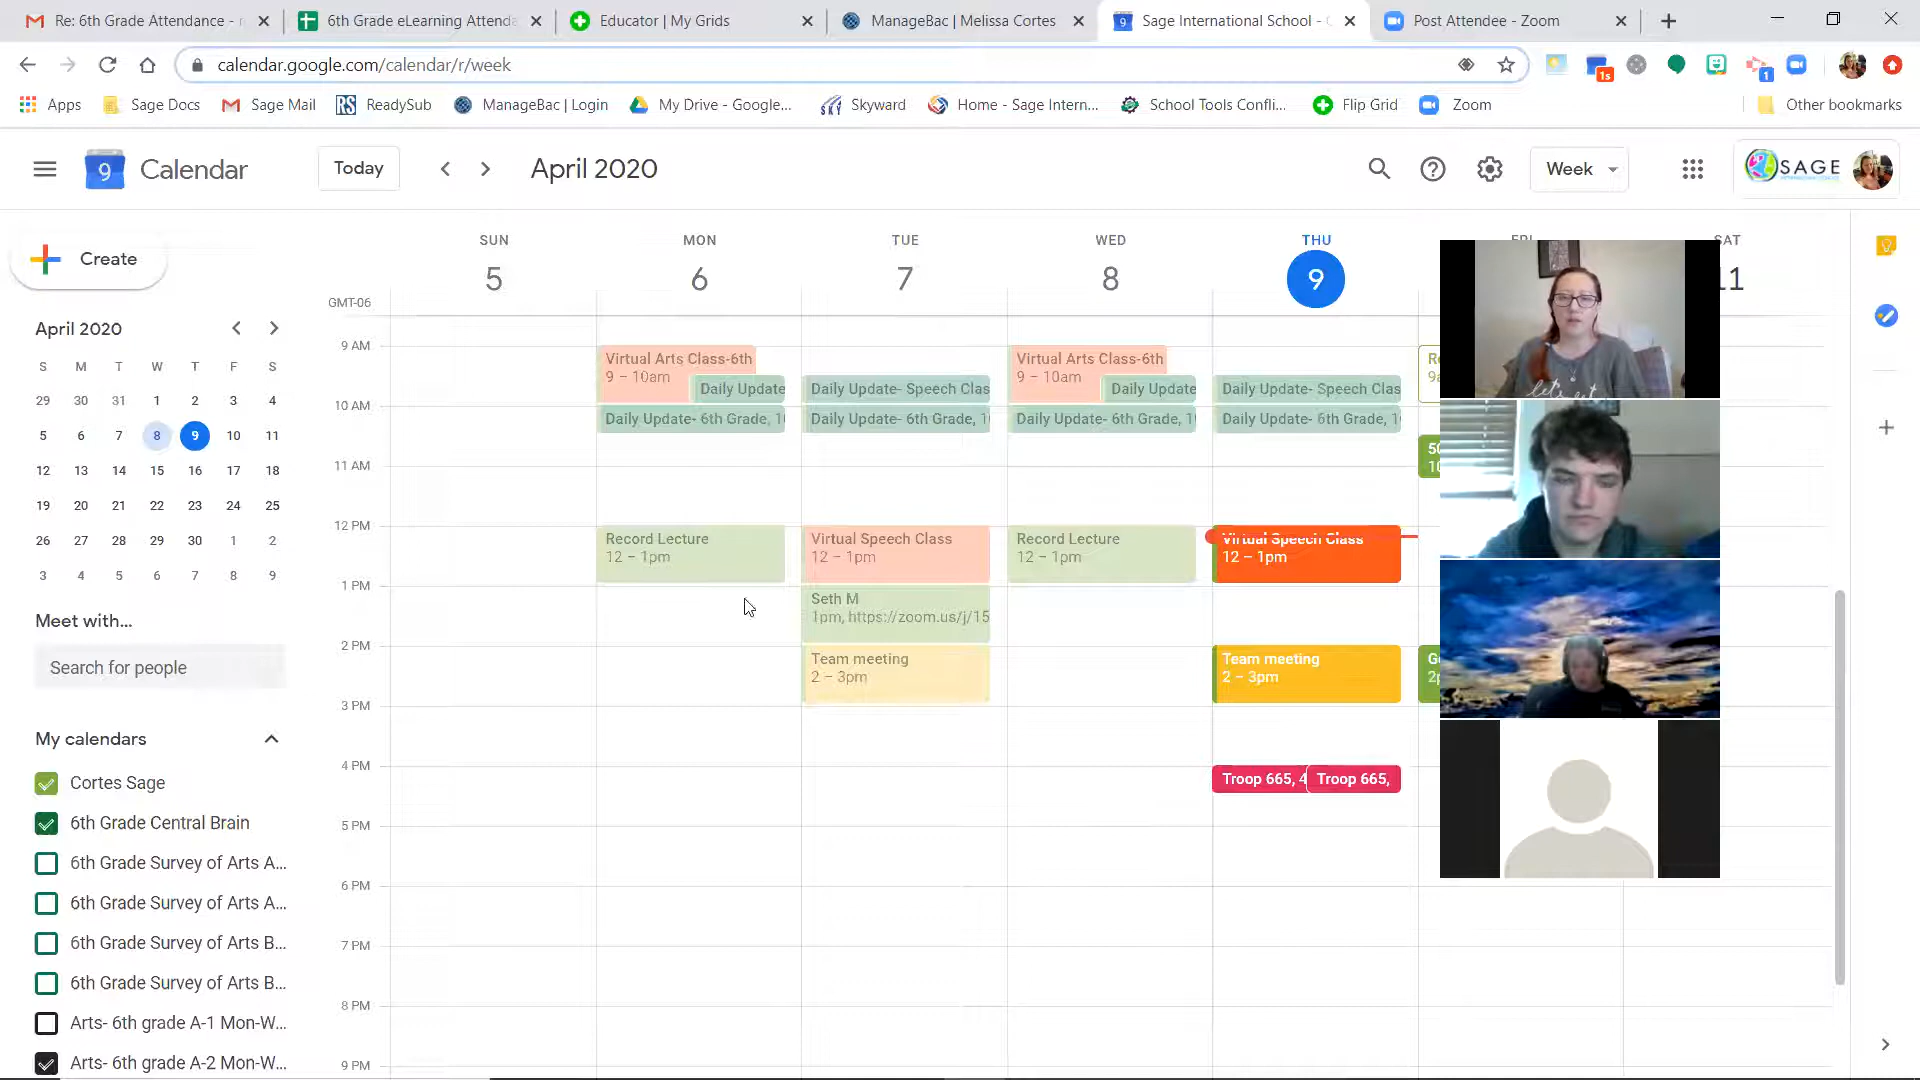 Re: 6th Grade Attendance -
6th Grade eLearning Attenda
Educator | My Grids
ManageBac | Melissa Cortes
Sage International School -
Post Attendee - Zoom
calendar.google.com/calendar/r/week
1s
1
Apps
Sage Docs
Sage Mail
RS
ReadySub
ManageBac | Login
My Drive - Google...
SKY
Skyward
Home - Sage Intern...
School Tools Confli...
Flip Grid
Zoom
Other bookmarks
9
Calendar
Today
April 2020
Week
SAGE
Create
SUN
MON
TUE
WED
THU
FRI
SAT
5
6
7
8
9
11
GMT-06
April 2020
S M T W T F S
29 30 31 1 2 3 4
5 6 7 8 9 10 11
12 13 14 15 16 17 18
19 20 21 22 23 24 25
26 27 28 29 30 1 2
3 4 5 6 7 8 9
Meet with...
Search for people
My calendars
Cortes Sage
6th Grade Central Brain
6th Grade Survey of Arts A...
6th Grade Survey of Arts A...
6th Grade Survey of Arts B...
6th Grade Survey of Arts B...
Arts- 6th grade A-1 Mon-W...
Arts- 6th grade A-2 Mon-W...
9 AM
10 AM
11 AM
12 PM
1 PM
2 PM
3 PM
4 PM
5 PM
6 PM
7 PM
8 PM
9 PM
Virtual Arts Class-6th
9 – 10am
Daily Update
Daily Update- 6th Grade, 1
Record Lecture
12 – 1pm
Daily Update- Speech Clas
Daily Update- 6th Grade, 1
Virtual Speech Class
12 – 1pm
Seth M
1pm, https://zoom.us/j/15
Team meeting
2 – 3pm
Virtual Arts Class-6th
9 – 10am
Daily Update
Daily Update- 6th Grade, 1
Record Lecture
12 – 1pm
Daily Update- Speech Clas
Daily Update- 6th Grade, 1
Virtual Speech Class
12 – 1pm
Team meeting
2 – 3pm
Troop 665, 4
Troop 665,